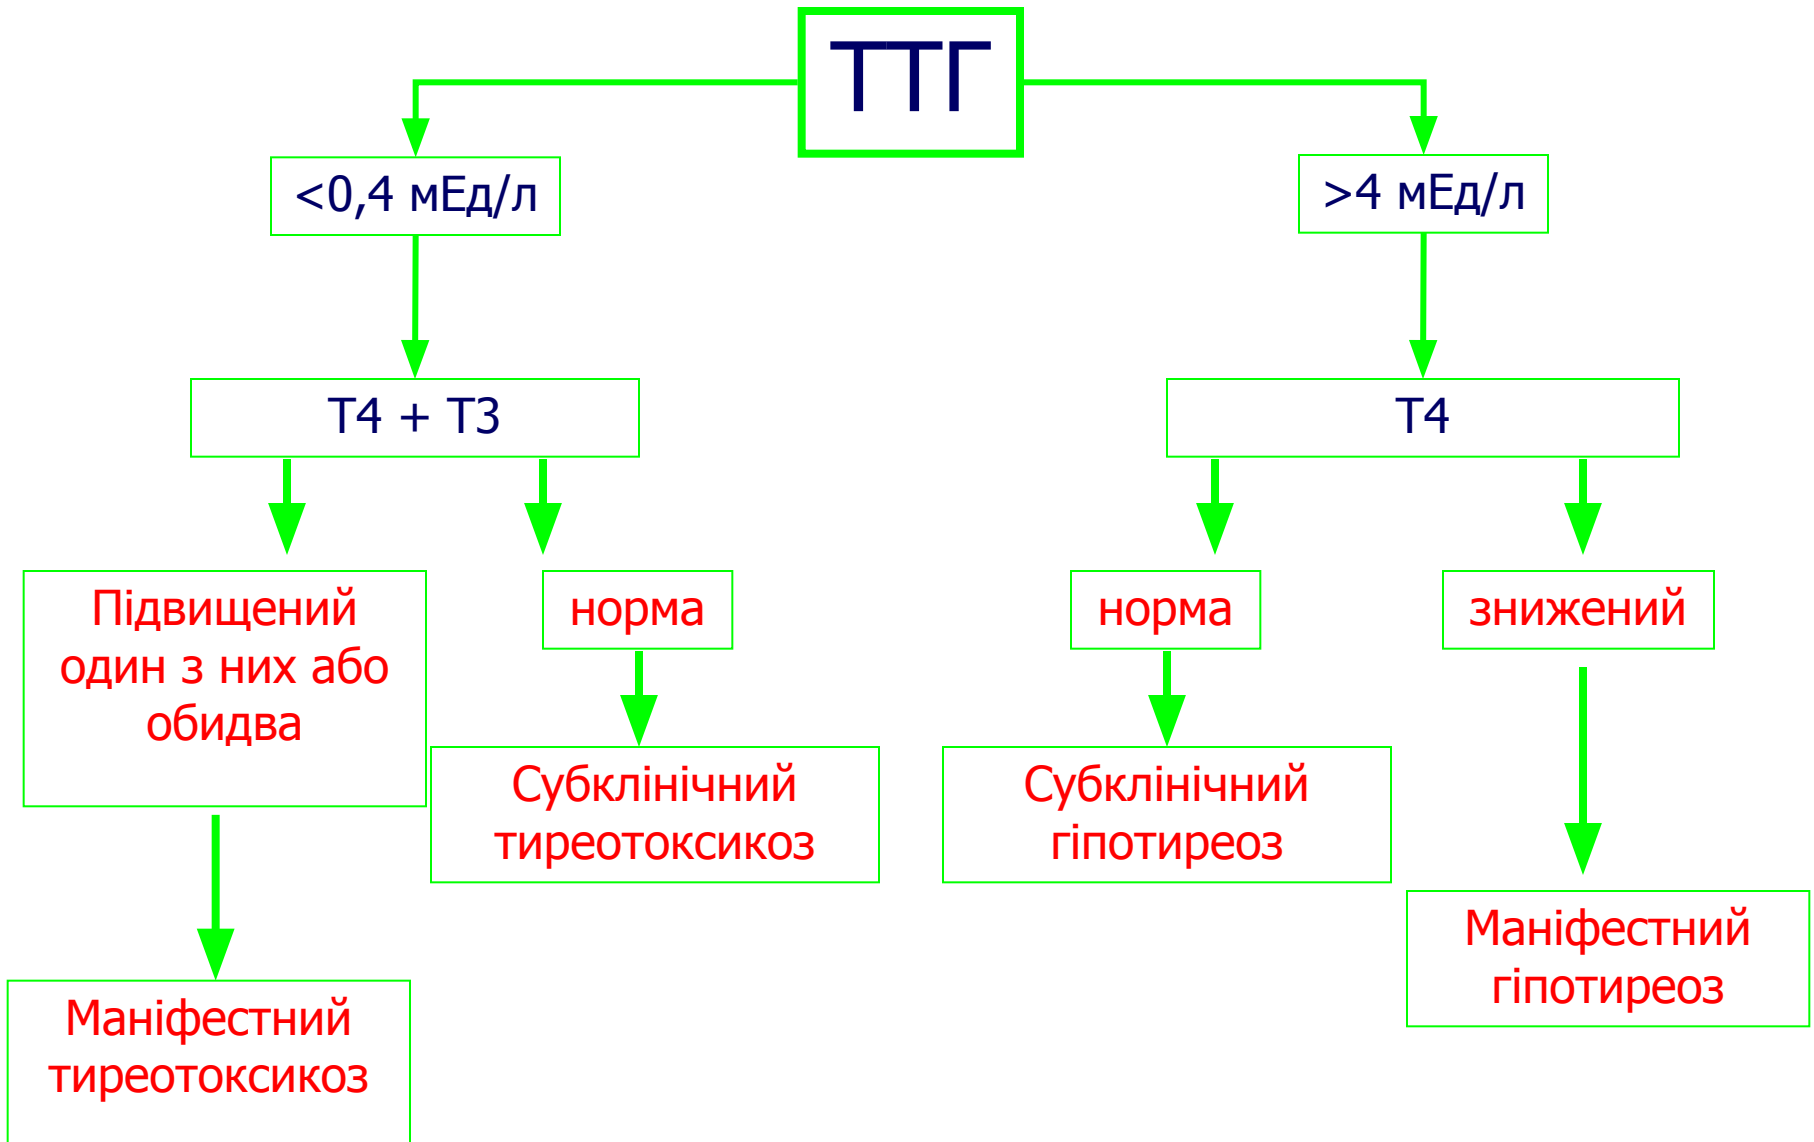 ТТГ
<0,4 мЕд/л
>4 мЕд/л
Т4 + Т3
Т4
Підвищений
один з них або
обидва
норма
норма
знижений
Субклінічний
тиреотоксикоз
Субклінічний
гіпотиреоз
Маніфестний
гіпотиреоз
Маніфестний
тиреотоксикоз